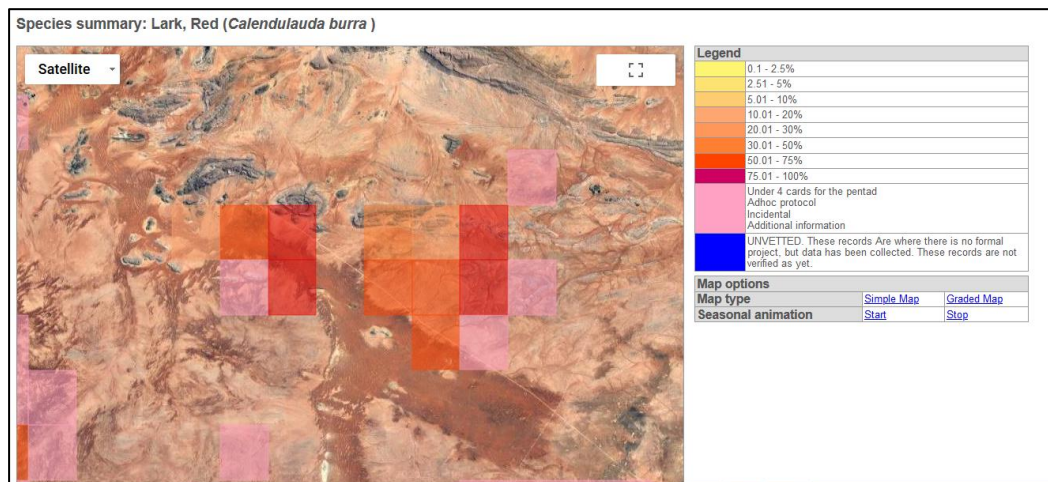 Species summary: Lark, Red (Calendulauda burra )
Satellite
Legend
0.1 - 2.5%
2.51 - 5%
5.01 - 10%
10.01 - 20%
20.01 - 30%
30.01 - 50%
50.01 - 75%
75.01 - 100%
Under 4 cards for the pentad
Adhoc protocol
Incidental
Additional information
UNVETTED. These records Are where there is no formal
project, but data has been collected. These records are not
verified as yet.
Map options
Map type Simple Map Graded Map
Seasonal animation Start Stop